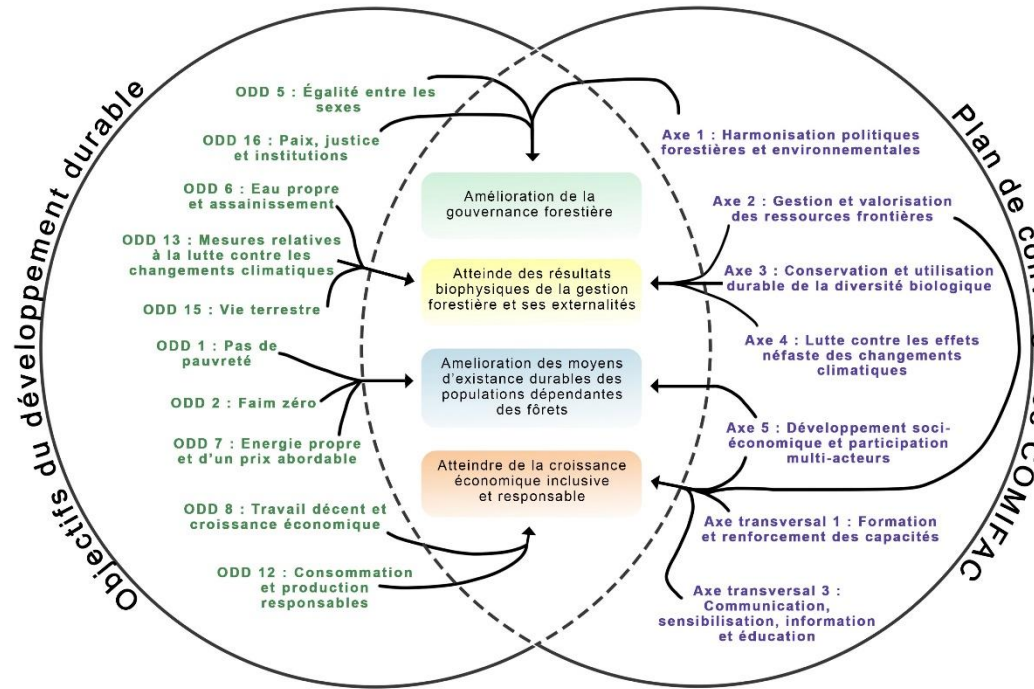 Objectifs du développement durable
ODD 5 : Égalité entre les
sexes
ODD 16 : Paix, justice
et institutions
ODD 6 : Eau propre
et assainissement
ODD 13 : Mesures relatives
à la lutte contre les
changements climatiques
ODD 15 : Vie terrestre
ODD 1 : Pas de
pauvreté
ODD 2 : Faim zéro
ODD 7 : Energie propre
et d'un prix abordable
ODD 8 : Travail décent et
croissance économique
ODD 12 : Consommation
et production
responsables
Amélioration de la
gouvernance forestière
Atteinde des résultats
biophysiques de la gestion
forestière et ses externalités
Amelioration des moyens
d'existance durables des
populations dépendantes
des fôrets
Atteindre de la croissance
économique inclusive
et responsable
Axe 1 : Harmonisation politiques
forestières et environnementales
Axe 2 : Gestion et valorisation
des ressources frontières
Axe 3 : Conservation et utilisation
durable de la diversité biologique
Axe 4 : Lutte contre les effets
néfaste des changements
climatiques
Axe 5 : Développement soci-
économique et participation
multi-acteurs
Axe transversal 1 : Formation
et renforcement des capacités
Axe transversal 3 :
Communication,
sensibilisation, information
et éducation
Plan de
COMIFAC